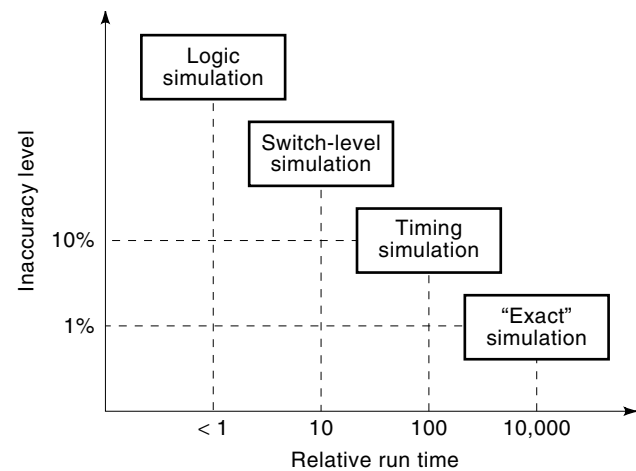 Logic
simulation
Switch-level
simulation
Timing
simulation
“Exact”
simulation
Inaccuracy level
10%
1%
< 1
10
100
10,000
Relative run time